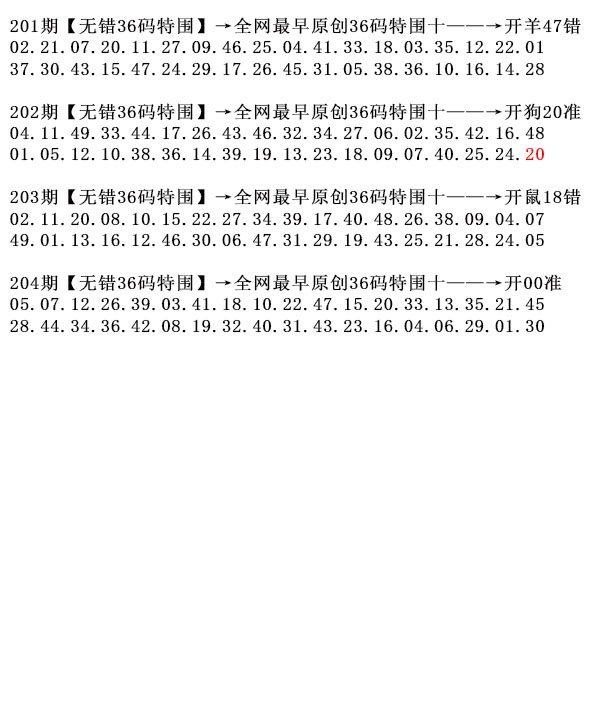 201期【无错36码特围】→全网最早原创36码特围十——→开羊47错
02.21.07.20.11.27.09.46.25.04.41.33.18.03.35.12.22.01
37.30.43.15.47.24.29.17.26.45.31.05.38.36.10.16.14.28
202期【无错36码特围】→全网最早原创36码特围十——→开狗20准
04.11.49.33.44.17.26.43.46.32.34.27.06.02.35.42.16.48
01.05.12.10.38.36.14.39.19.13.23.18.09.07.40.25.24.20
203期【无错36码特围】→全网最早原创36码特围十——→开鼠18错
02.11.20.08.10.15.22.27.34.39.17.40.48.26.38.09.04.07
49.01.13.16.12.46.30.06.47.31.29.19.43.25.21.28.24.05
204期【无错36码特围】→全网最早原创36码特围十——→开00准
05.07.12.26.39.03.41.18.10.22.47.15.20.33.13.35.21.45
28.44.34.36.42.08.19.32.40.31.43.23.16.04.06.29.01.30